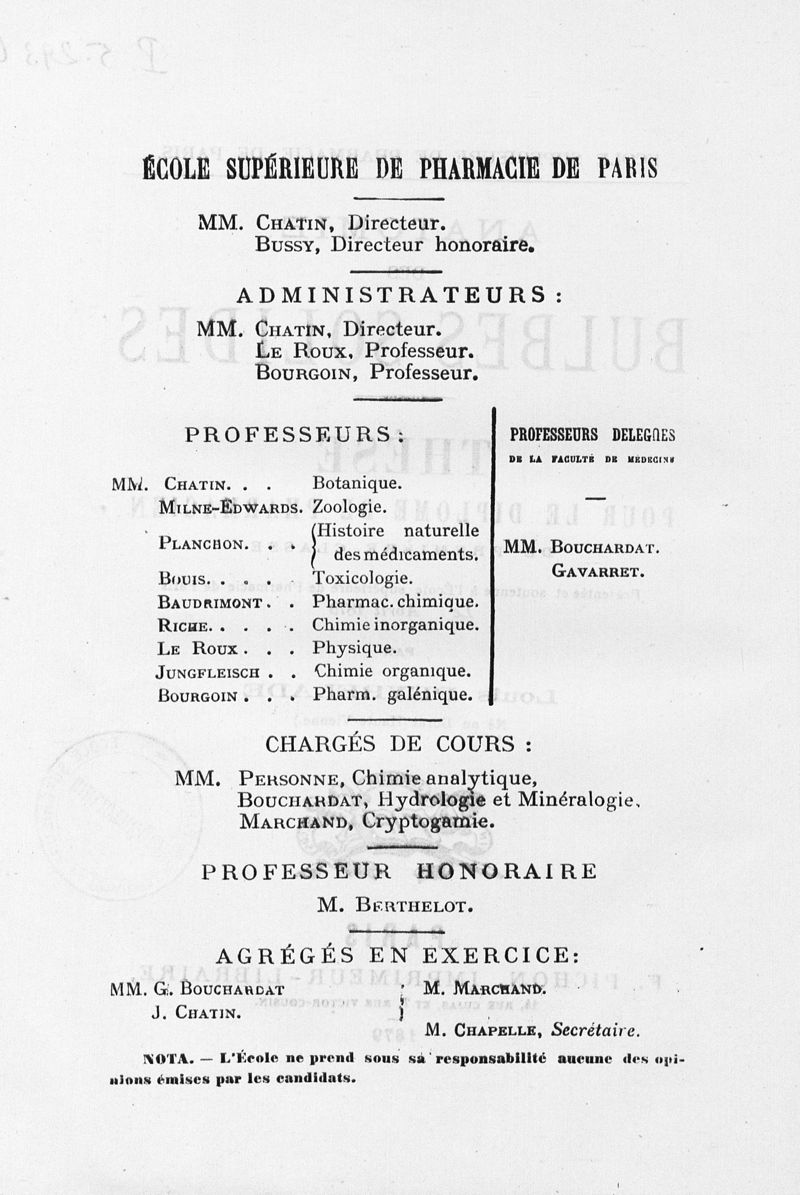 ÉCOLE SUPÉRIEURE DE PHARMACIE DE PARIS
MM. CHATIN, Directeur.
BUSSY, Directeur honoraire.
ADMINISTRATEURS :
MM. CHATIN, Directeur.
LE ROUX, Professeur.
BOURGOIN, Professeur.
PROFESSEURS :
MM. CHATIN. . . Botanique.
MILNE-EDWARDS. Zoologie.
PLANCHON. . . Histoire naturelle
des médicaments.
BOUIS. . . . Toxicologie.
BAUDRIMONT. . Pharmac. chimique.
RICHE. . . . Chimie inorganique.
LE ROUX . . . Physique.
JUNGFLEISCH . . Chimie organique.
BOURGOIN . . . Pharm. galénique.
PROFESSEURS DELEGUES
DE LA FACULTÉ DE MÉDECINE
MM. BOUCHARDAT.
GAVARRET.
CHARGÉS DE COURS :
MM. PERSONNE, Chimie analytique,
BOUCHARDAT, Hydrologie et Minéralogie,
MARCHAND, Cryptogamie.
PROFESSEUR HONORAIRE
M. BERTHELOT.
AGRÉGÉS EN EXERCICE:
MM. G. BOUCHARDAT
J. CHATIN.
M. MARCHAND.
M. CHAPELLE, Secrétaire.
NOTA. — L'École ne prend sous sa responsabilité aucune des opi-
nions émises par les candidats.